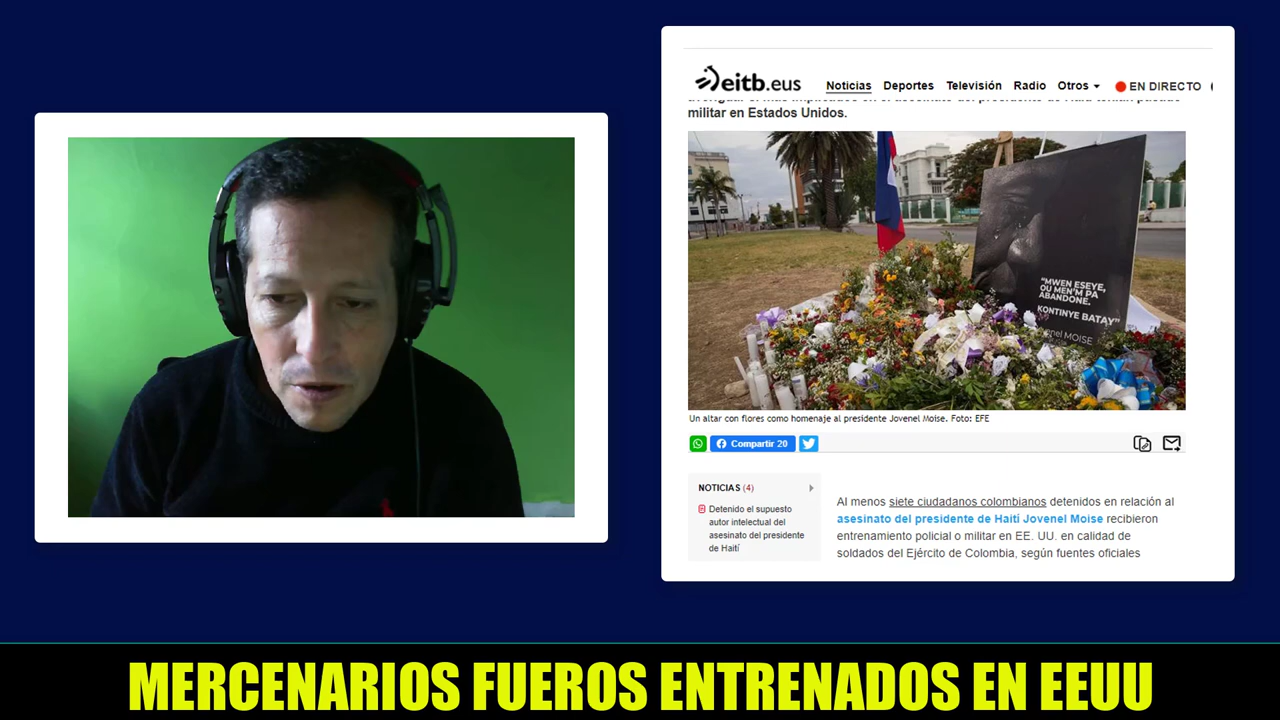 eitb.eus
Noticias Deportes Televisión Radio Otros EN DIRECTO
militar en Estados Unidos.
"MWEN ESEYE,
OU MEN'M PA
ABANDONE.
KONTINYE BATAY"
MOISE
Un altar con flores como homenaje al presidente Jovenel Moise. Foto: EFE
Compartir 20
NOTICIAS (4)
Detenido el supuesto
autor intelectual del
asesinato del presidente
de Haití
Al menos siete ciudadanos colombianos detenidos en relación al
asesinato del presidente de Haití Jovenel Moise recibieron
entrenamiento policial o militar en EE. UU. en calidad de
soldados del Ejército de Colombia, según fuentes oficiales
MERCENARIOS FUEROS ENTRENADOS EN EEUU